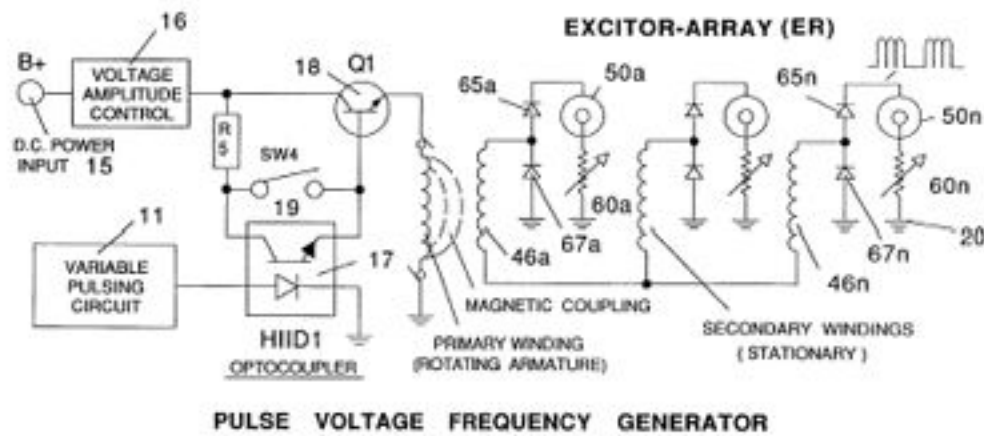 EXCITOR-ARRAY (ER)
16
B+
VOLTAGE
AMPLITUDE
CONTROL
18
Q1
65a
50a
65n
50n
D.C. POWER
INPUT 15
R
5
SW4
19
60a
60n
11
VARIABLE
PULSING
CIRCUIT
17
46a
67a
46n
67n
20
HIID1
OPTOCOUPLER
MAGNETIC COUPLING
PRIMARY WINDING
(ROTATING ARMATURE)
SECONDARY WINDINGS
(STATIONARY)
PULSE VOLTAGE FREQUENCY GENERATOR